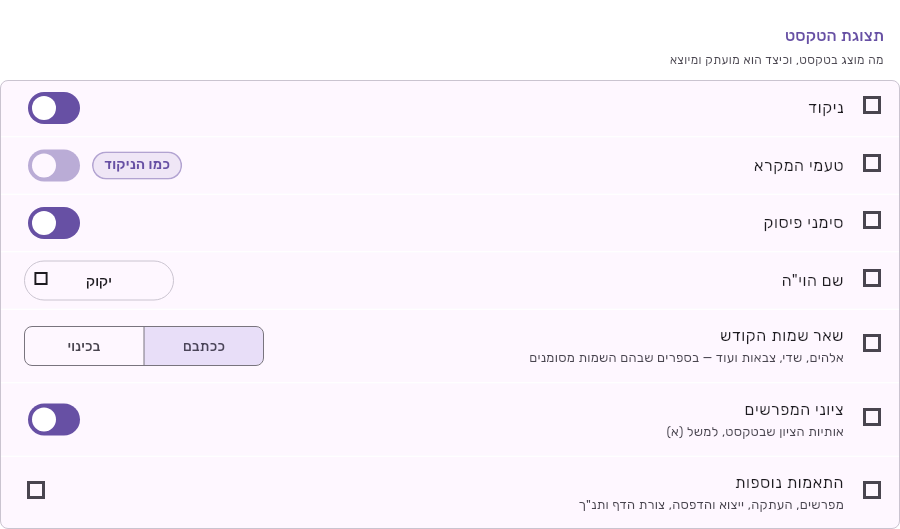 תצוגת הטקסט
מה מוצג בטקסט, וכיצד הוא מועתק ומיוצא
ניקוד
טעמי המקרא
כמו הניקוד
סימני פיסוק
שם הוי"ה
יקוק
שאר שמות הקודש
אלהים, שדי, צבאות ועוד – בספרים שבהם השמות מסומנים
ככתבם
בכינוי
ציוני המפרשים
אותיות הציון שבטקסט, למשל (א)
התאמות נוספות
מפרשים, העתקה, ייצוא והדפסה, צורת הדף ותנ"ך